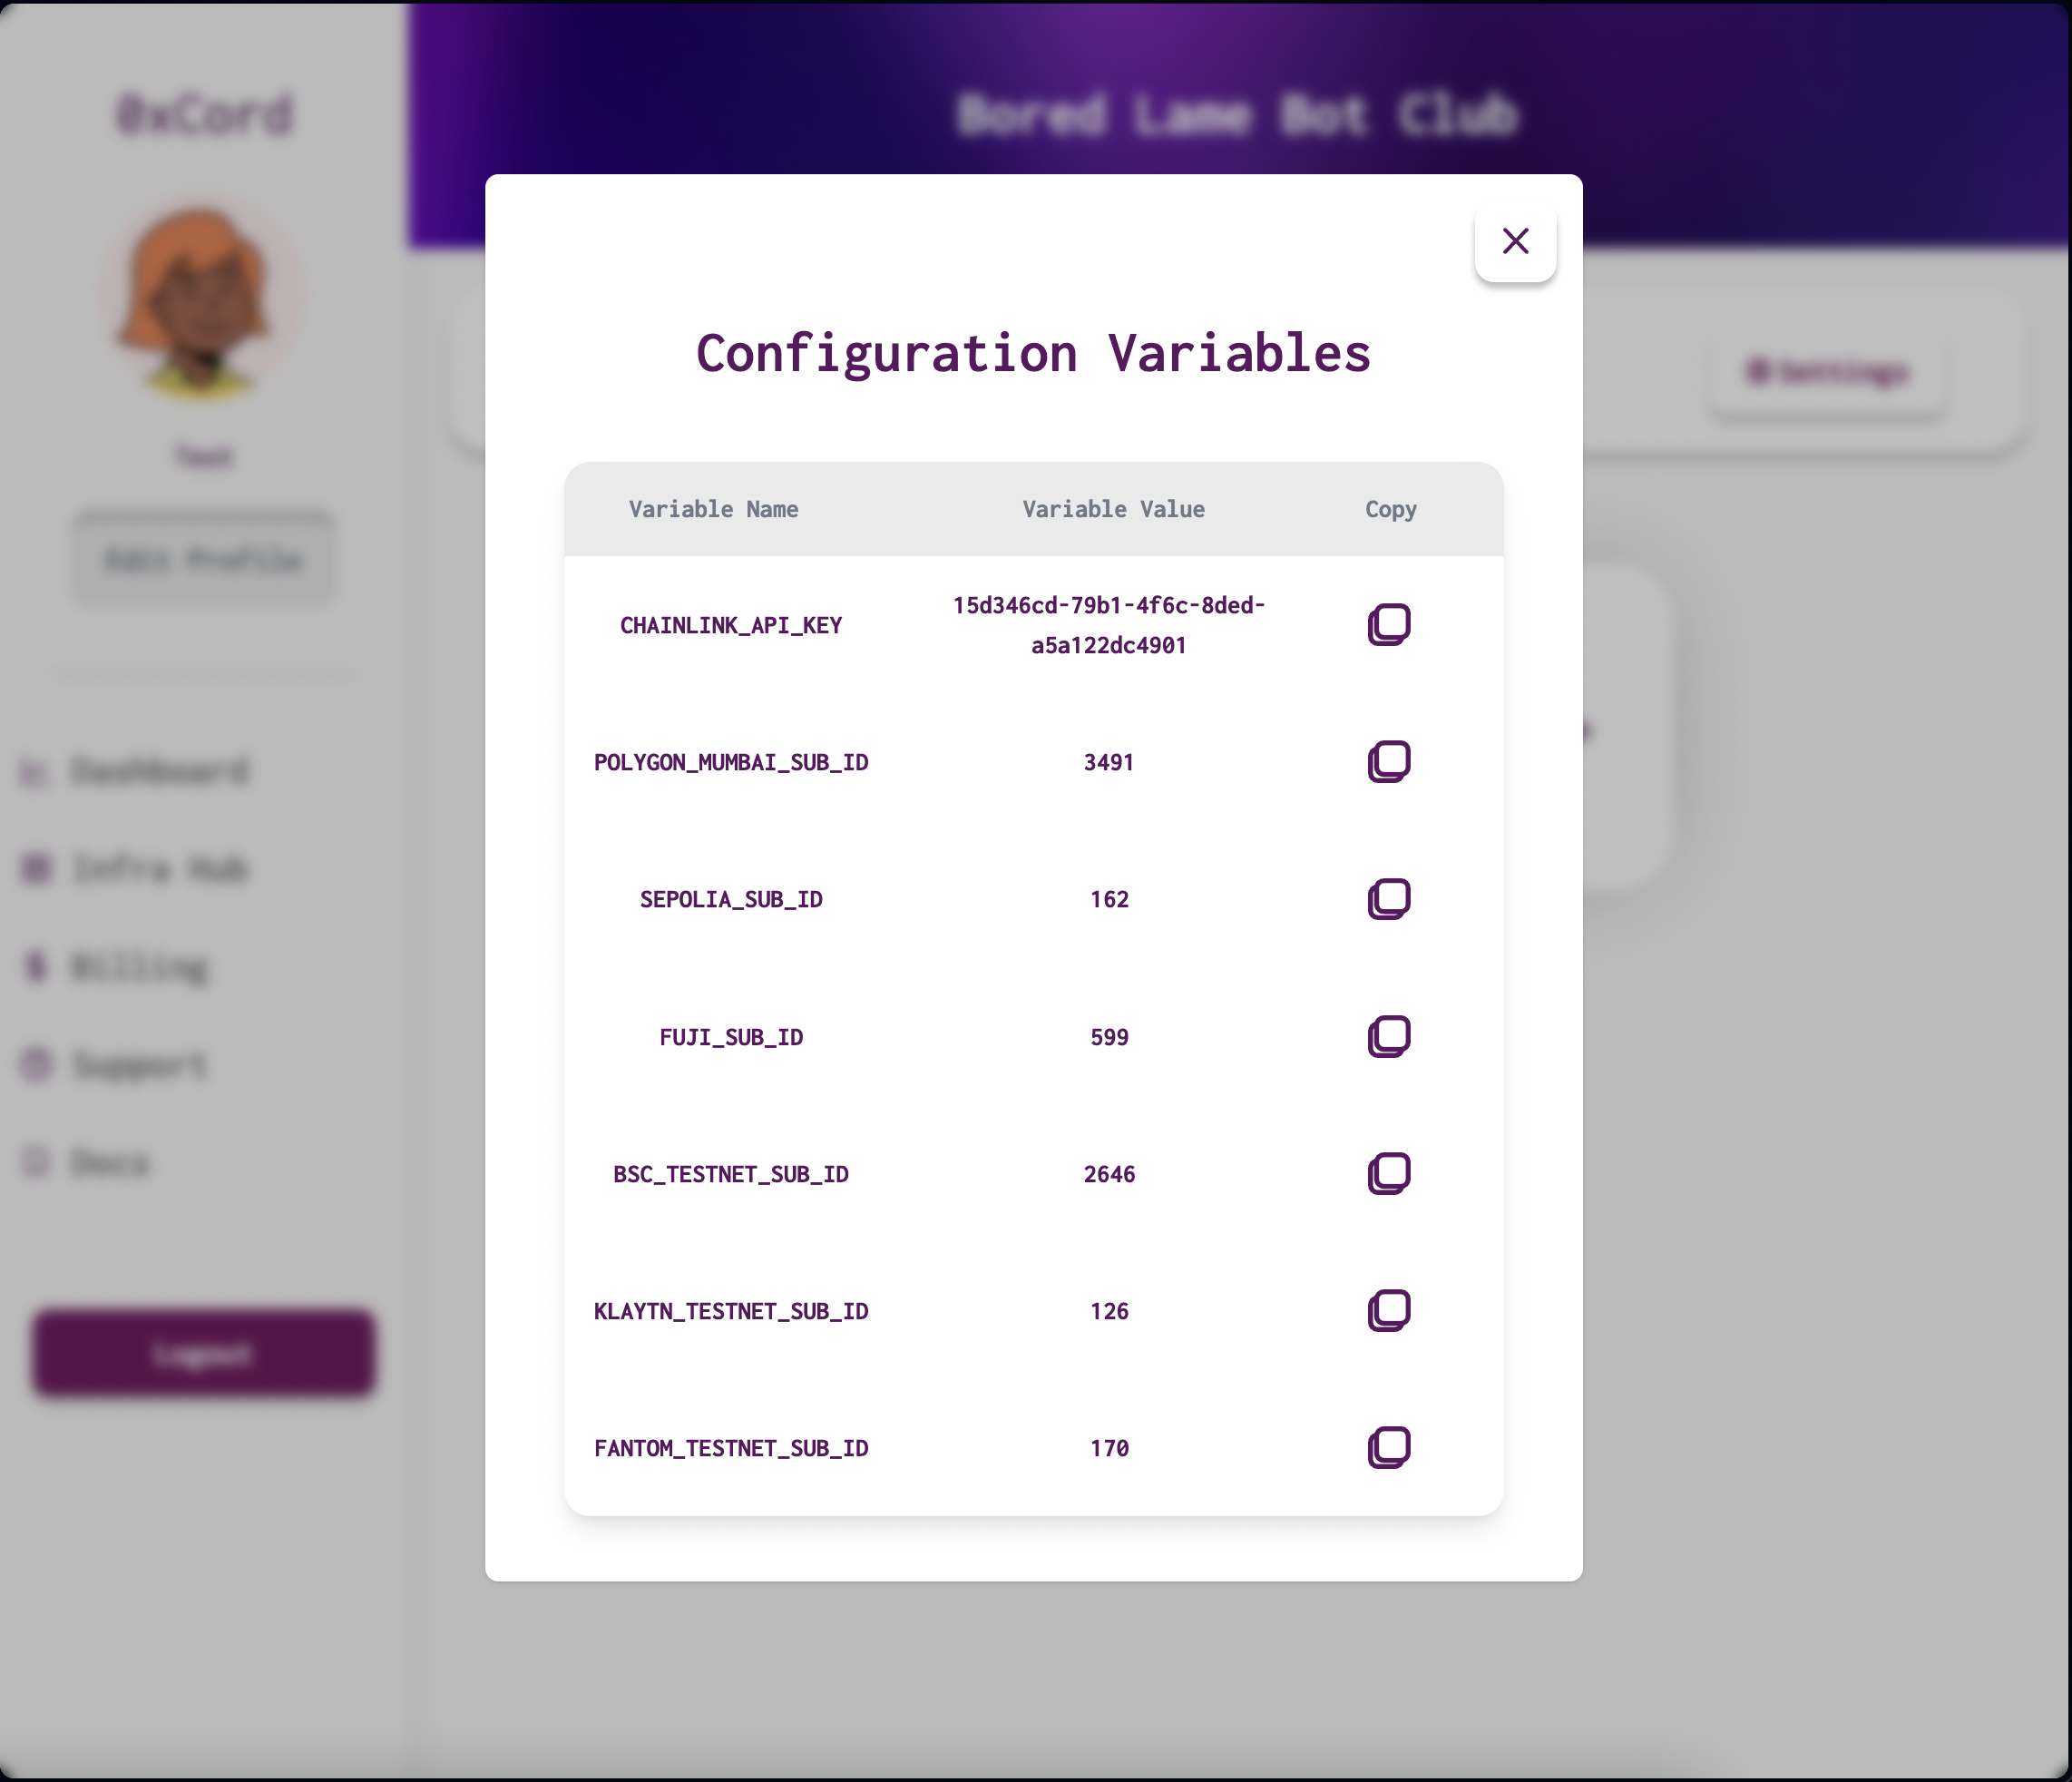 0xCord
Bored Lame Bot Club
Configuration Variables
Settings
Test
Edit Profile
Variable Name Variable Value Copy
CHAINLINK_API_KEY 15d346cd-79b1-4f6c-8ded-
a5a122dc4901
POLYGON_MUMBAI_SUB_ID 3491
Dashboard
Infra Hub
SEPOLIA_SUB_ID 162
Billing
FUJI_SUB_ID 599
Support
Docs
BSC_TESTNET_SUB_ID 2646
KLAYTN_TESTNET_SUB_ID 126
Logout
FANTOM_TESTNET_SUB_ID 170